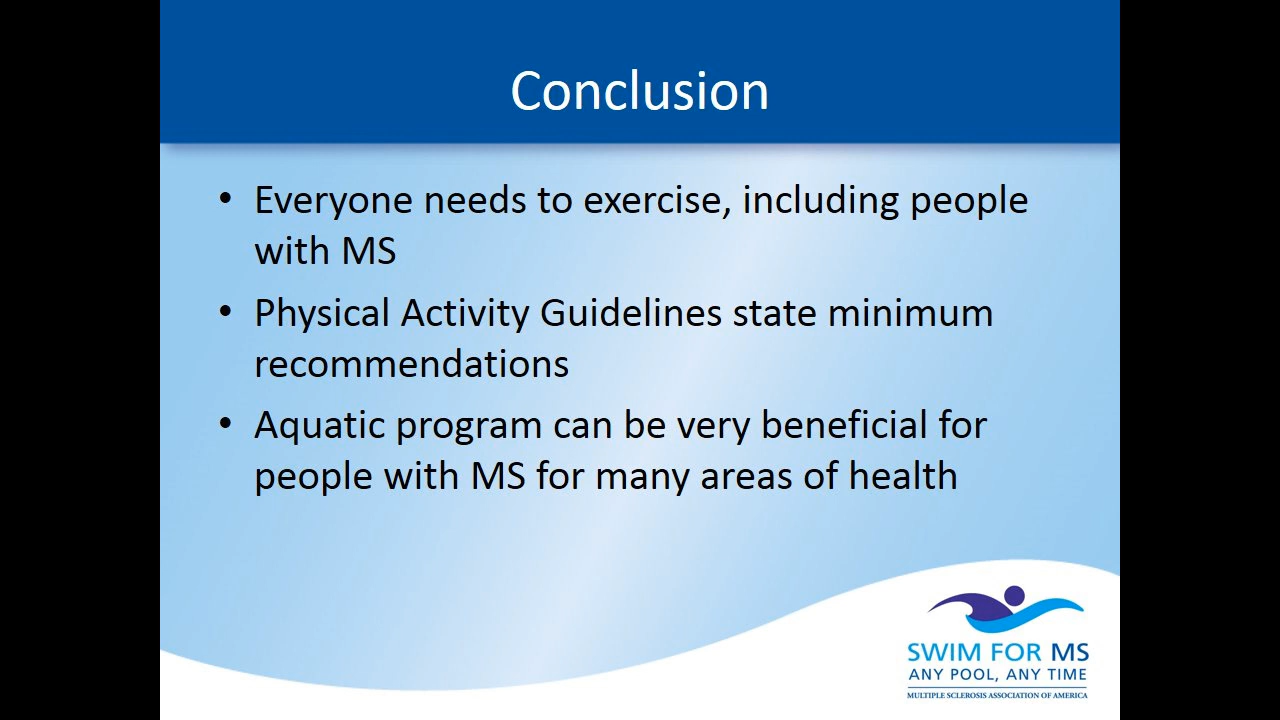 Conclusion
• Everyone needs to exercise, including people
with MS
• Physical Activity Guidelines state minimum
recommendations
• Aquatic program can be very beneficial for
people with MS for many areas of health
SWIM FOR MS
ANY POOL, ANY TIME
MULTIPLE SCLEROSIS ASSOCIATION OF AMERICA